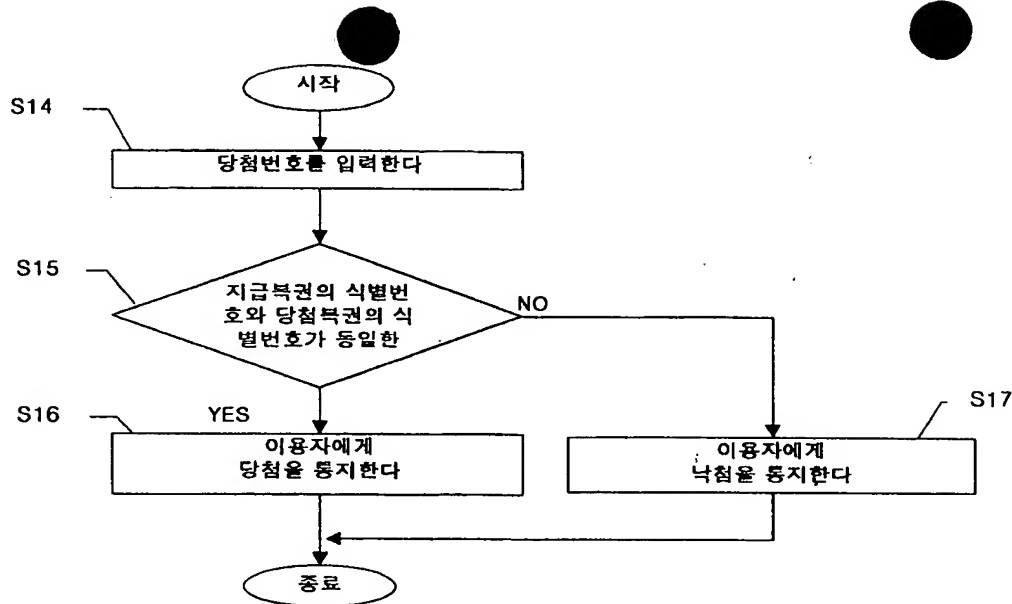 시작
S14
당첨번호를 입력한다
S15
지급복권의 식별번
호와 당첨복권의 식
별번호가 동일한
NO
S16
YES
S17
이용자에게
당첨을 통지한다
이용자에게
낙첨을 통지한다
종료